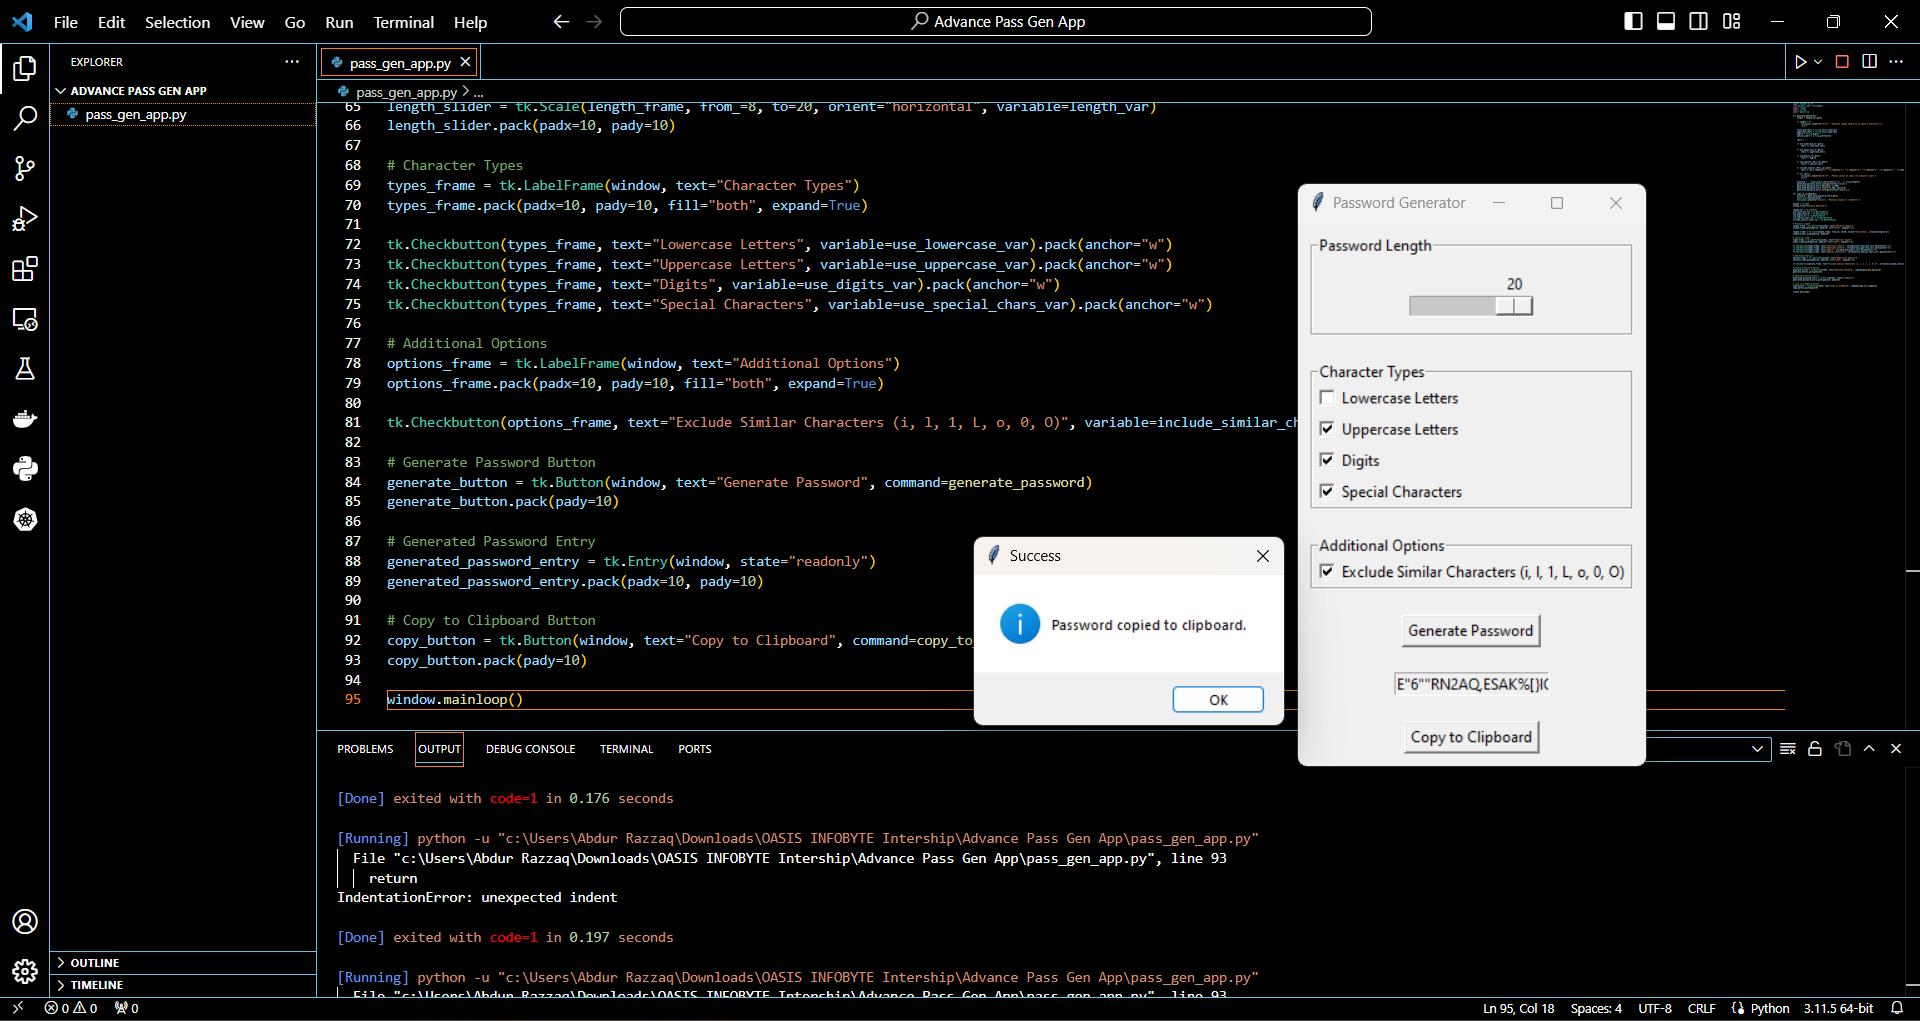 File Edit Selection View Go Run Terminal Help
Advance Pass Gen App
EXPLORER
ADVANCE PASS GEN APP
pass_gen_app.py
pass_gen_app.py
pass_gen_app.py > ...
65 length_slider = tk.Scale(length_frame, from_=8, to=20, orient="horizontal", variable=length_var)
66 length_slider.pack(padx=10, pady=10)
67
68 # Character Types
69 types_frame = tk.LabelFrame(window, text="Character Types")
70 types_frame.pack(padx=10, pady=10, fill="both", expand=True)
71
72 tk.Checkbutton(types_frame, text="Lowercase Letters", variable=use_lowercase_var).pack(anchor="w")
73 tk.Checkbutton(types_frame, text="Uppercase Letters", variable=use_uppercase_var).pack(anchor="w")
74 tk.Checkbutton(types_frame, text="Digits", variable=use_digits_var).pack(anchor="w")
75 tk.Checkbutton(types_frame, text="Special Characters", variable=use_special_chars_var).pack(anchor="w")
76
77 # Additional Options
78 options_frame = tk.LabelFrame(window, text="Additional Options")
79 options_frame.pack(padx=10, pady=10, fill="both", expand=True)
80
81 tk.Checkbutton(options_frame, text="Exclude Similar Characters (i, l, 1, L, o, 0, O)", variable=include_similar_ch
82
83 # Generate Password Button
84 generate_button = tk.Button(window, text="Generate Password", command=generate_password)
85 generate_button.pack(pady=10)
86
87 # Generated Password Entry
88 generated_password_entry = tk.Entry(window, state="readonly")
89 generated_password_entry.pack(padx=10, pady=10)
90
91 # Copy to Clipboard Button
92 copy_button = tk.Button(window, text="Copy to Clipboard", command=copy_to_
93 copy_button.pack(pady=10)
94
95 window.mainloop()
Password Generator
Password Length
20
Character Types
Lowercase Letters
Uppercase Letters
Digits
Special Characters
Additional Options
Exclude Similar Characters (i, l, 1, L, o, 0, O)
Generate Password
E"6""RN2AQ,ESAK%[}
Copy to Clipboard
Success
Password copied to clipboard.
OK
PROBLEMS OUTPUT DEBUG CONSOLE TERMINAL PORTS
[Done] exited with code=1 in 0.176 seconds
[Running] python -u "c:\Users\Abdur Razzaq\Downloads\OASIS INFOBYTE Intership\Advance Pass Gen App\pass_gen_app.py"
File "c:\Users\Abdur Razzaq\Downloads\OASIS INFOBYTE Intership\Advance Pass Gen App\pass_gen_app.py", line 93
return
IndentationError: unexpected indent
[Done] exited with code=1 in 0.197 seconds
[Running] python -u "c:\Users\Abdur Razzaq\Downloads\OASIS INFOBYTE Intership\Advance Pass Gen App\pass_gen_app.py"
File "c:\Users\Abdur Razzaq\Downloads\OASIS INFOBYTE Intership\Advance Pass Gen App\pass_gen_app.py", line 93
OUTLINE
TIMELINE
0 0 0 Ln 95, Col 18 Spaces: 4 UTF-8 CRLF Python 3.11.5 64-bit